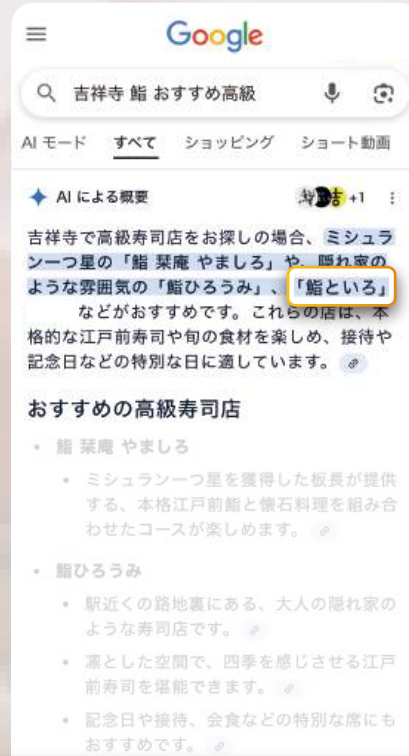 Google
吉祥寺 鮨 おすすめ高級
AI モード すべて ショッピング ショート動画
AI による概要
+1
吉祥寺で高級寿司店をお探しの場合、ミシュラ
ン一つ星の「鮨 栞庵 やましろ」や、隠れ家の
ような雰囲気の「鮨ひろうみ」、「鮨といろ」
などがおすすめです。これらの店は、本
格的な江戸前寿司や旬の食材を楽しめ、接待や
記念日などの特別な日に適しています。
おすすめの高級寿司店
• 鮨 栞庵 やましろ
• ミシュラン一つ星を獲得した板長が提供
する、本格江戸前鮨と懐石料理を組み合
わせたコースが楽しめます。
• 鮨ひろうみ
• 駅近くの路地裏にある、大人の隠れ家の
ような寿司店です。
• 凛とした空間で、四季を感じさせる江戸
前寿司を堪能できます。
• 記念日や接待、会食などの特別な席にも
おすすめです。